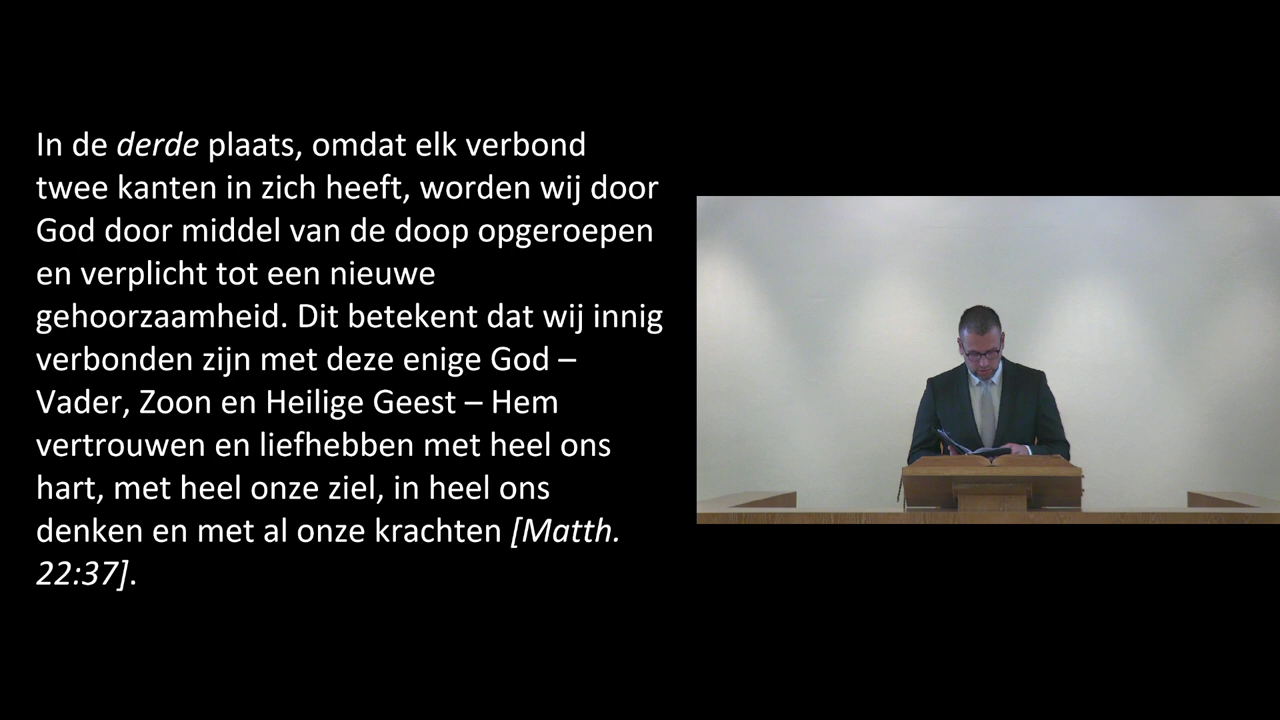 In de derde plaats, omdat elk verbond
twee kanten in zich heeft, worden wij door
God door middel van de doop opgeroepen
en verplicht tot een nieuwe
gehoorzaamheid. Dit betekent dat wij innig
verbonden zijn met deze enige God –
Vader, Zoon en Heilige Geest – Hem
vertrouwen en liefhebben met heel ons
hart, met heel onze ziel, in heel ons
denken en met al onze krachten [Matth.
22:37].